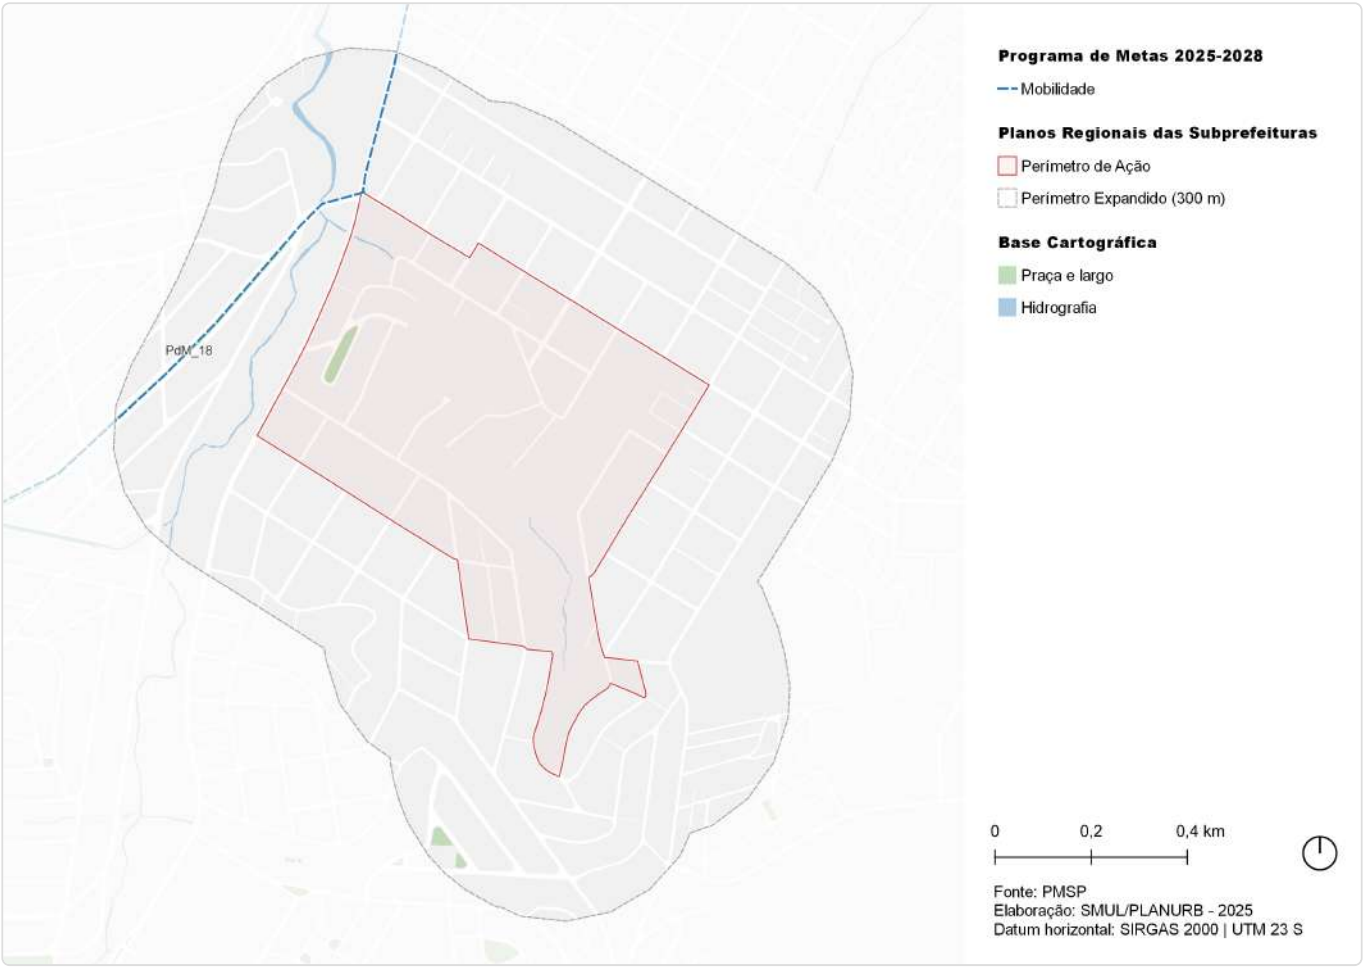 Programa de Metas 2025-2028
Mobilidade
Planos Regionais das Subprefeituras
Perímetro de Ação
Perímetro Expandido (300 m)
Base Cartográfica
Praça e largo
Hidrografia
PdM_18
0 0,2 0,4 km
Fonte: PMSP
Elaboração: SMUL/PLANURB - 2025
Datum horizontal: SIRGAS 2000 | UTM 23 S